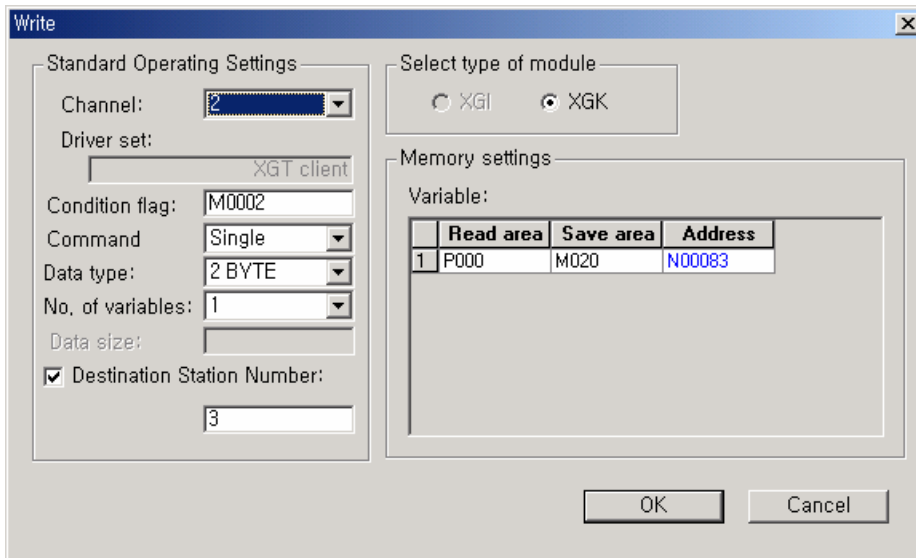 Write
Standard Operating Settings
Channel: 2
Driver set:
XGT client
Condition flag: M0002
Command Single
Data type: 2 BYTE
No. of variables: 1
Data size:
Destination Station Number:
3
Select type of module
XGI XGK
Memory settings
Variable:
Read area Save area Address
1 P000 M020 N00083
OK Cancel